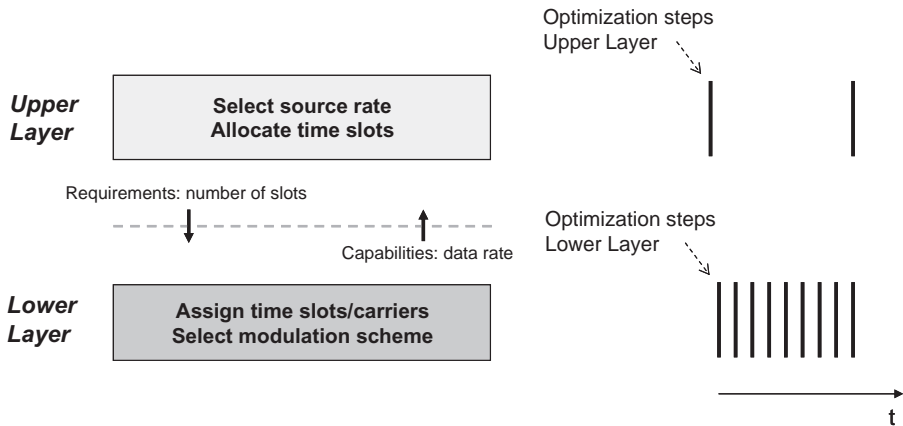 Optimization steps
Upper Layer
Upper
Layer
Select source rate
Allocate time slots
Requirements: number of slots
Capabilities: data rate
Optimization steps
Lower Layer
Lower
Layer
Assign time slots/carriers
Select modulation scheme
t